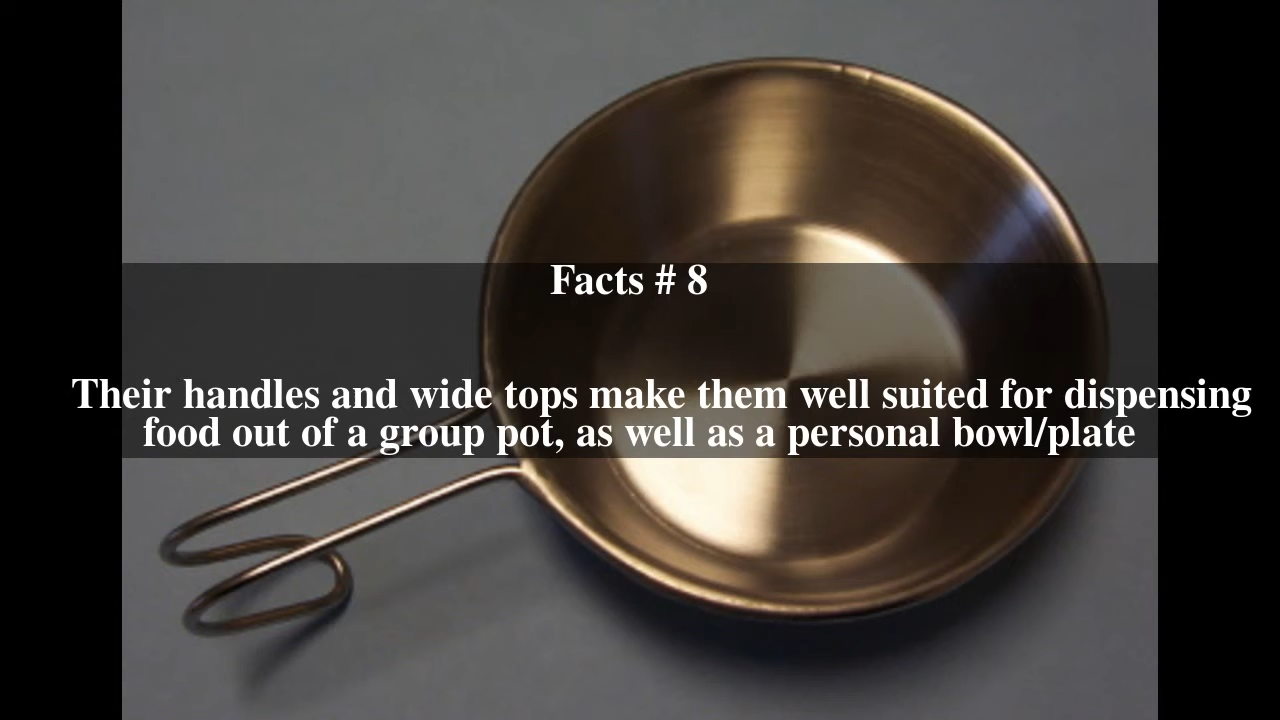 Facts # 8
Their handles and wide tops make them well suited for dispensing
food out of a group pot, as well as a personal bowl/plate